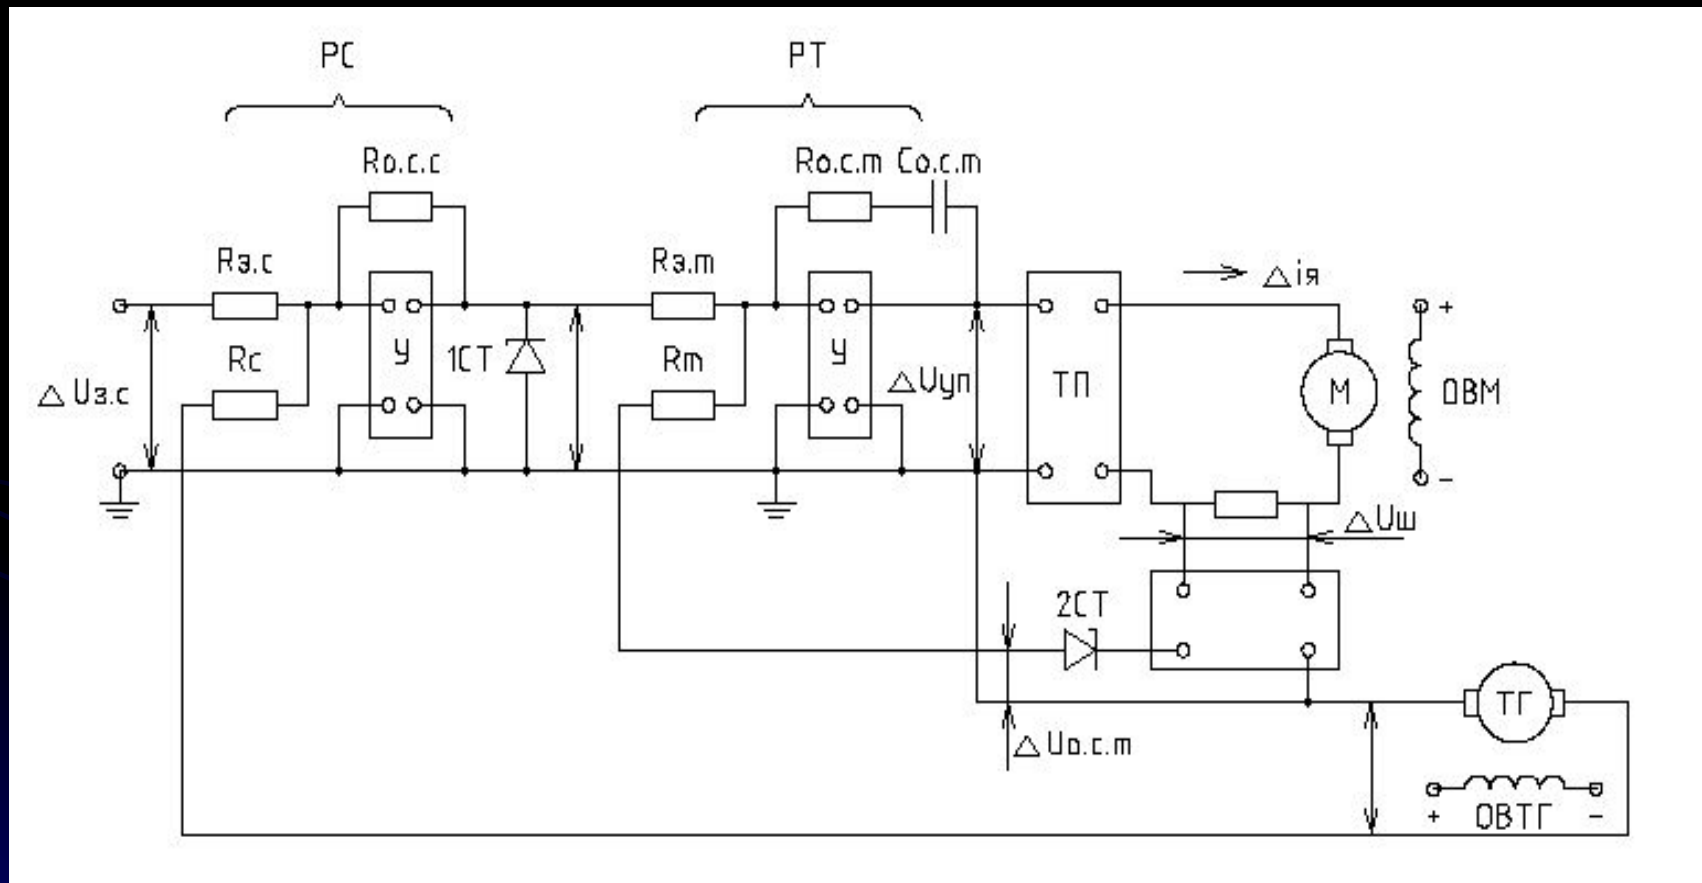 РС
РТ
Rо.с.с
Rо.с.т
Cо.с.т
Rз.с
Rз.т
Δiя
+
Rс
У
1СТ
Rт
У
ΔUуп
ТП
М
ОВМ
ΔUз.с
-
ΔUш
2СТ
ТГ
ΔUо.с.т
+ ОВТГ -